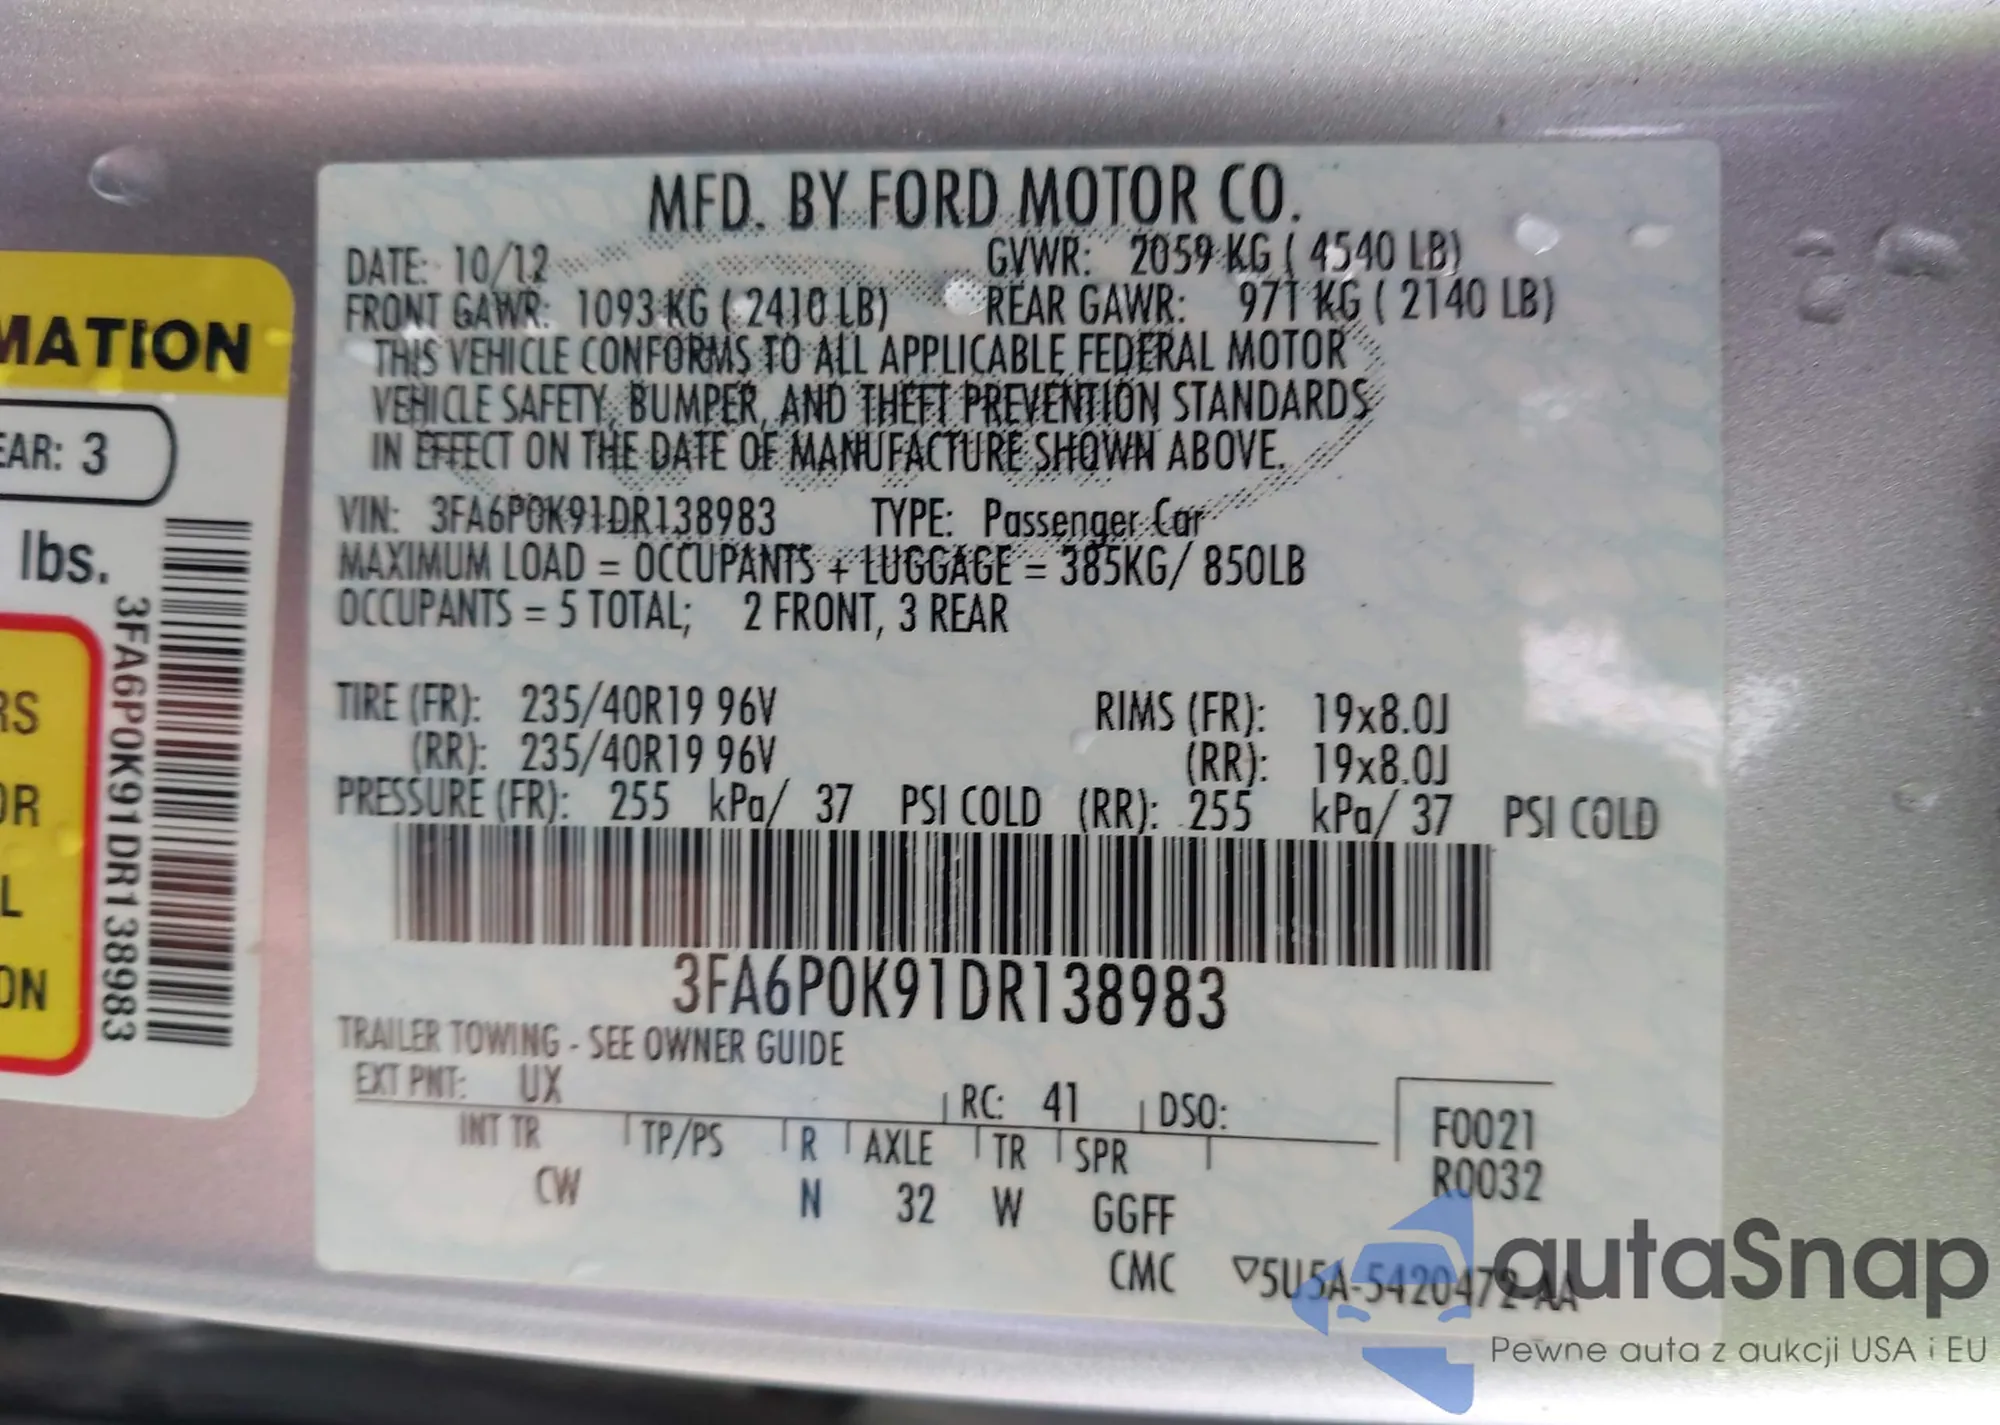 MATION
EAR: 3
lbs.
3FA6P0K91DR138983
RS
OR
L
ON
MFD. BY FORD MOTOR CO.
DATE: 10/12 GVWR: 2059 KG ( 4540 LB)
FRONT GAWR: 1093 KG ( 2410 LB) REAR GAWR: 971 KG ( 2140 LB)
THIS VEHICLE CONFORMS TO ALL APPLICABLE FEDERAL MOTOR
VEHICLE SAFETY, BUMPER, AND THEFT PREVENTION STANDARDS
IN EFFECT ON THE DATE OF MANUFACTURE SHOWN ABOVE.
VIN: 3FA6P0K91DR138983 TYPE: Passenger Car
MAXIMUM LOAD = OCCUPANTS + LUGGAGE = 385KG/ 850LB
OCCUPANTS = 5 TOTAL; 2 FRONT, 3 REAR
TIRE (FR): 235/40R19 96V RIMS (FR): 19x8.0J
(RR): 235/40R19 96V (RR): 19x8.0J
PRESSURE (FR): 255 kPa/ 37 PSI COLD (RR): 255 kPa/ 37 PSI COLD
3FA6P0K91DR138983
TRAILER TOWING - SEE OWNER GUIDE
EXT PNT: UX RC: 41 DSO:
INT TR TP/PS R AXLE TR SPR
CW N 32 W GGFF
CMC ▽5U5A-5420472-AA
F0021
R0032
autaSnap
Pewne auta z aukcji USA i EU